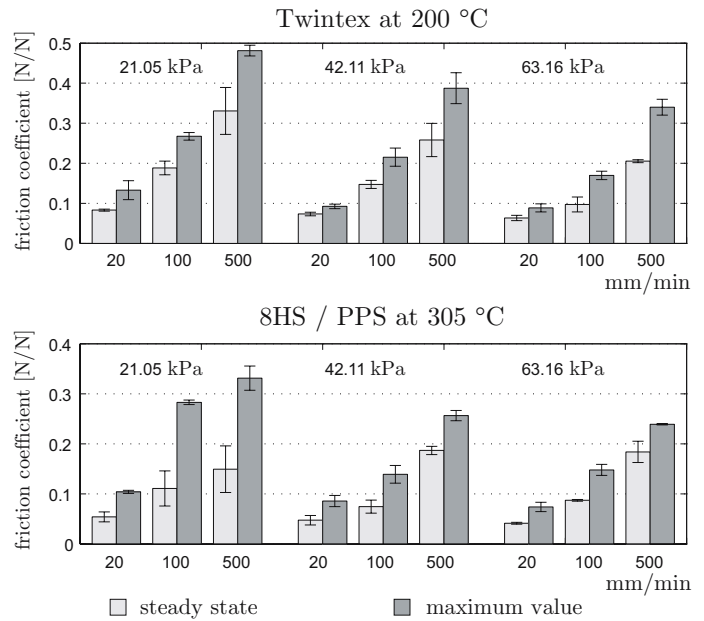 Twintex at 200 °C
friction coefficient [N/N]
0.5
0.4
0.3
0.2
0.1
0
21.05 kPa 42.11 kPa 63.16 kPa
20 100 500 20 100 500 20 100 500
mm/min
8HS / PPS at 305 °C
friction coefficient [N/N]
0.4
0.3
0.2
0.1
0
21.05 kPa 42.11 kPa 63.16 kPa
20 100 500 20 100 500 20 100 500
mm/min
steady state maximum value